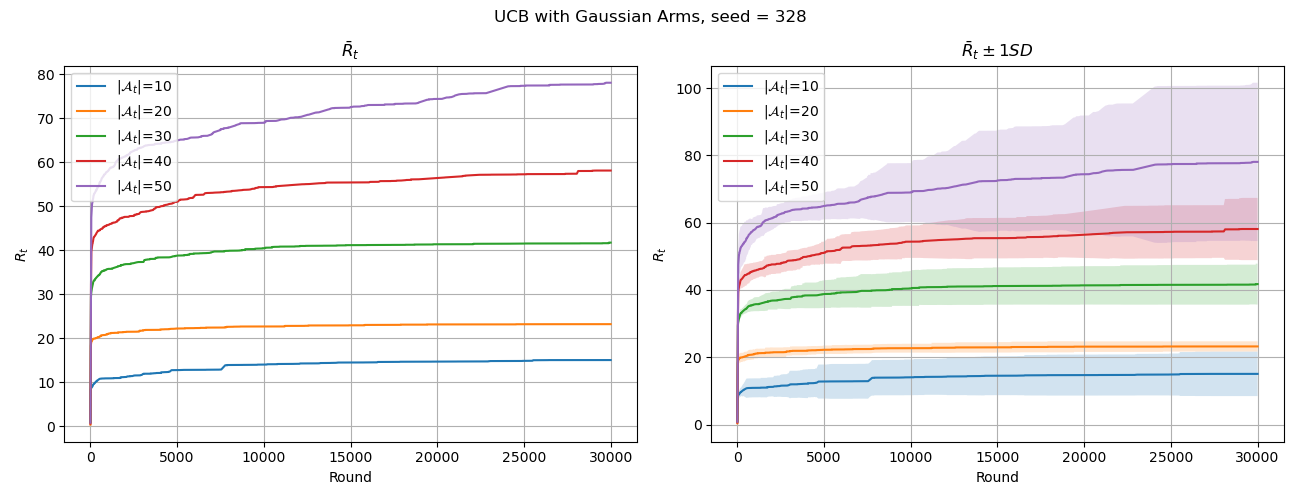 UCB with Gaussian Arms, seed = 328
R̄ₜ
80
70
60
50
40
30
20
10
0
Rₜ
|𝒜ₜ|=10
|𝒜ₜ|=20
|𝒜ₜ|=30
|𝒜ₜ|=40
|𝒜ₜ|=50
0 5000 10000 15000 20000 25000 30000
Round
R̄ₜ ± 1SD
100
80
60
40
20
0
Rₜ
|𝒜ₜ|=10
|𝒜ₜ|=20
|𝒜ₜ|=30
|𝒜ₜ|=40
|𝒜ₜ|=50
0 5000 10000 15000 20000 25000 30000
Round